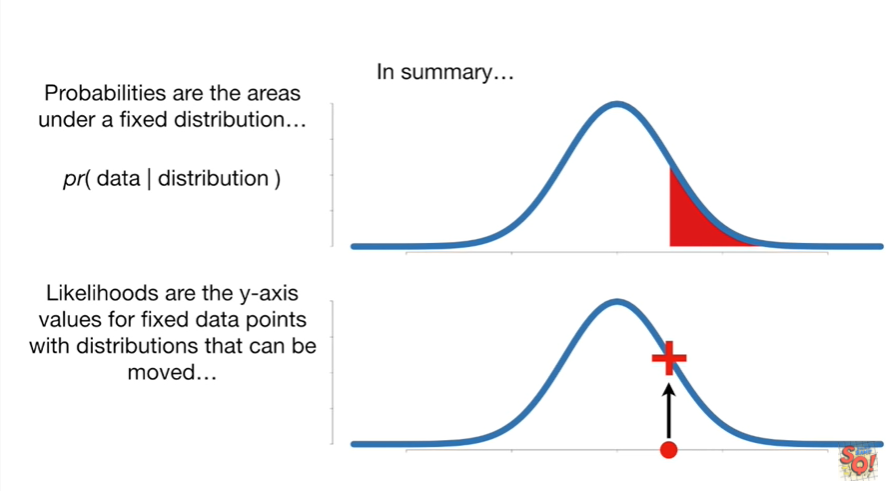 In summary…
Probabilities are the areas
under a fixed distribution…
pr( data | distribution )
Likelihoods are the y-axis
values for fixed data points
with distributions that can be
moved…
SQ!